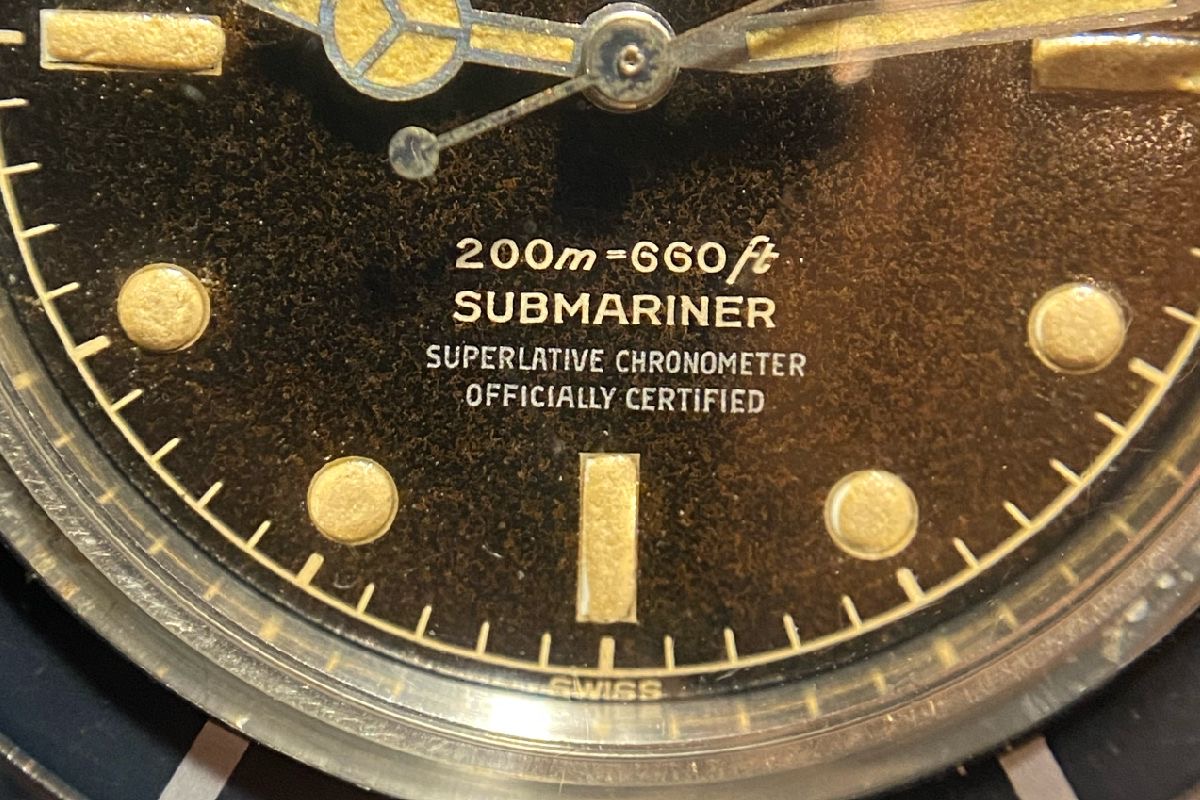 200m=660ft
SUBMARINER
SUPERLATIVE CHRONOMETER
OFFICIALLY CERTIFIED
SWISS